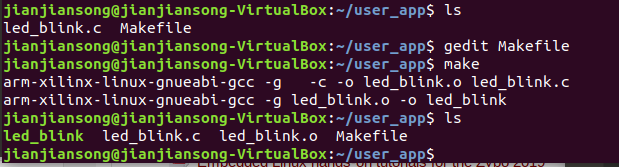 jianjiansong@jianjiansong-VirtualBox:~/user_app$ ls
led_blink.c  Makefile
jianjiansong@jianjiansong-VirtualBox:~/user_app$ gedit Makefile
jianjiansong@jianjiansong-VirtualBox:~/user_app$ make
arm-xilinx-linux-gnueabi-gcc -g   -c -o led_blink.o led_blink.c
arm-xilinx-linux-gnueabi-gcc -g led_blink.o -o led_blink
jianjiansong@jianjiansong-VirtualBox:~/user_app$ ls
led_blink  led_blink.c  led_blink.o  Makefile
jianjiansong@jianjiansong-VirtualBox:~/user_app$